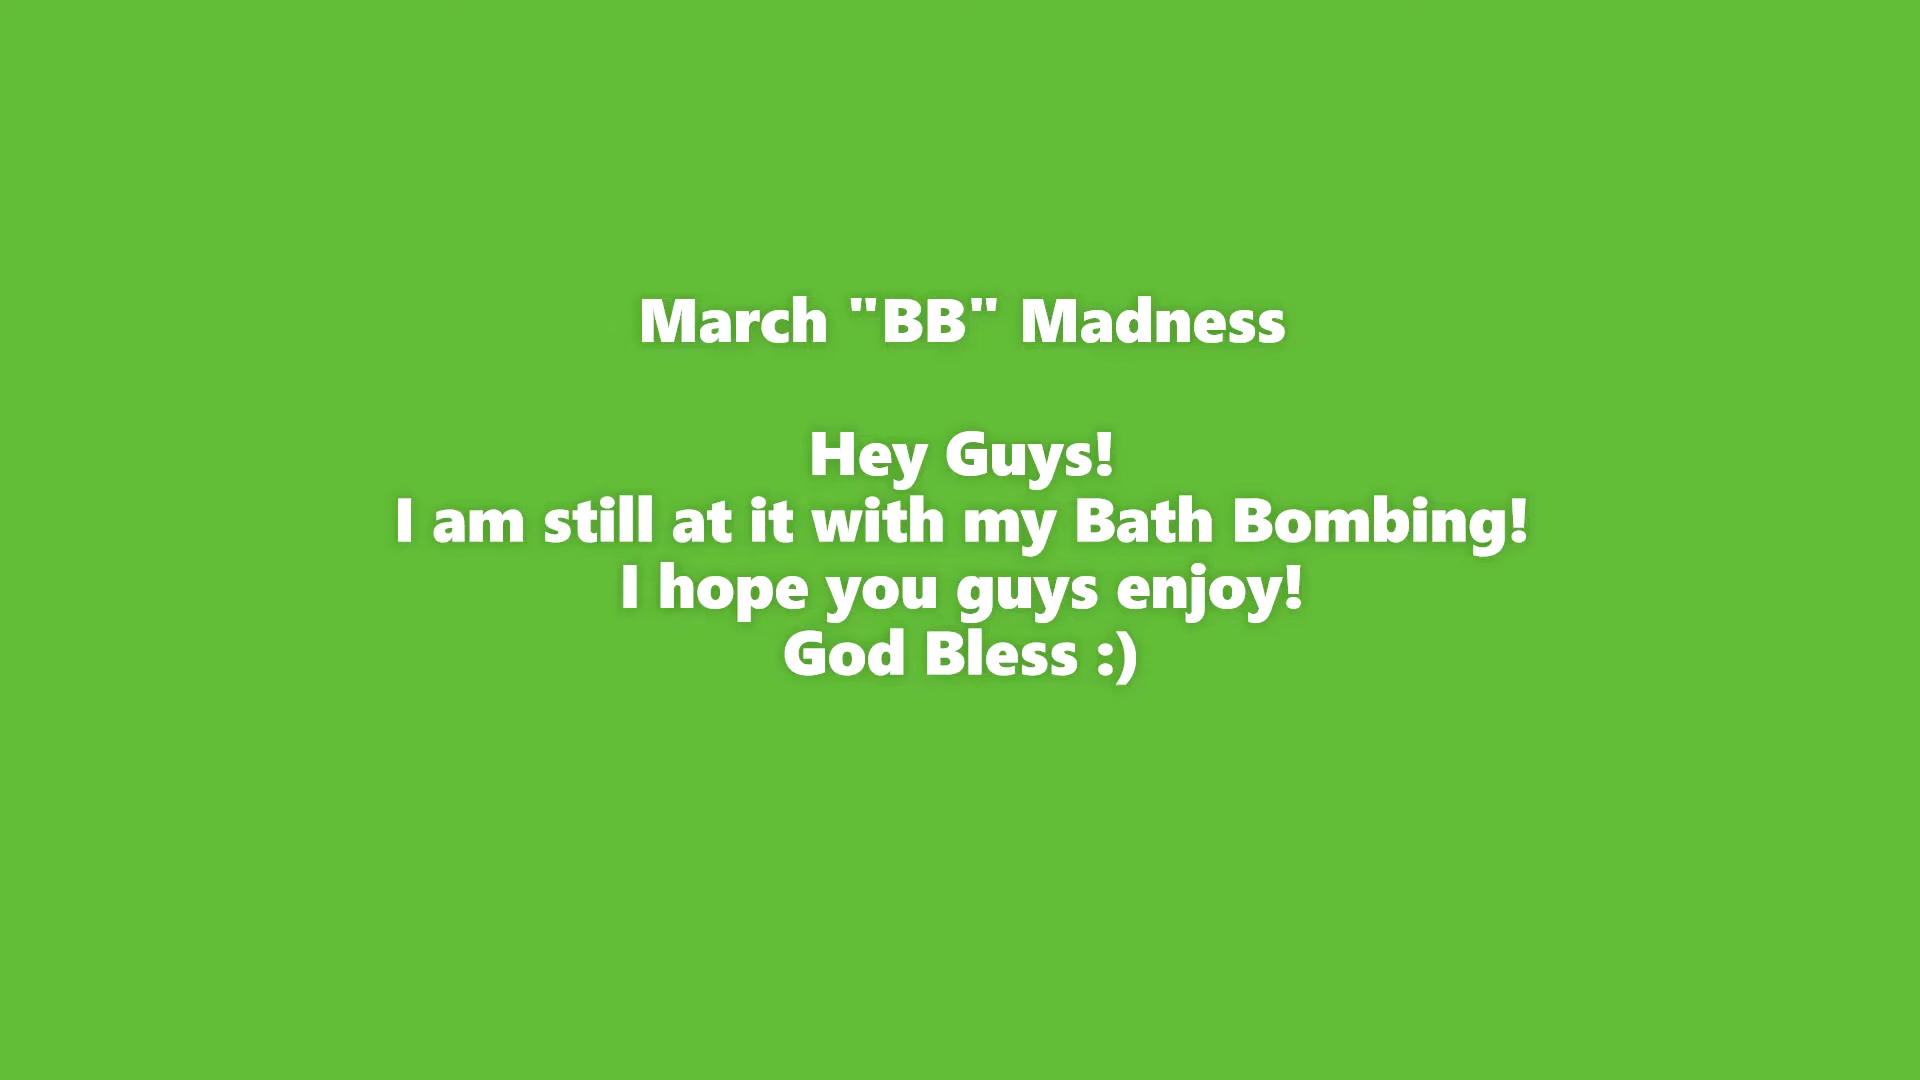 March "BB" Madness
Hey Guys!
I am still at it with my Bath Bombing!
I hope you guys enjoy!
God Bless :)